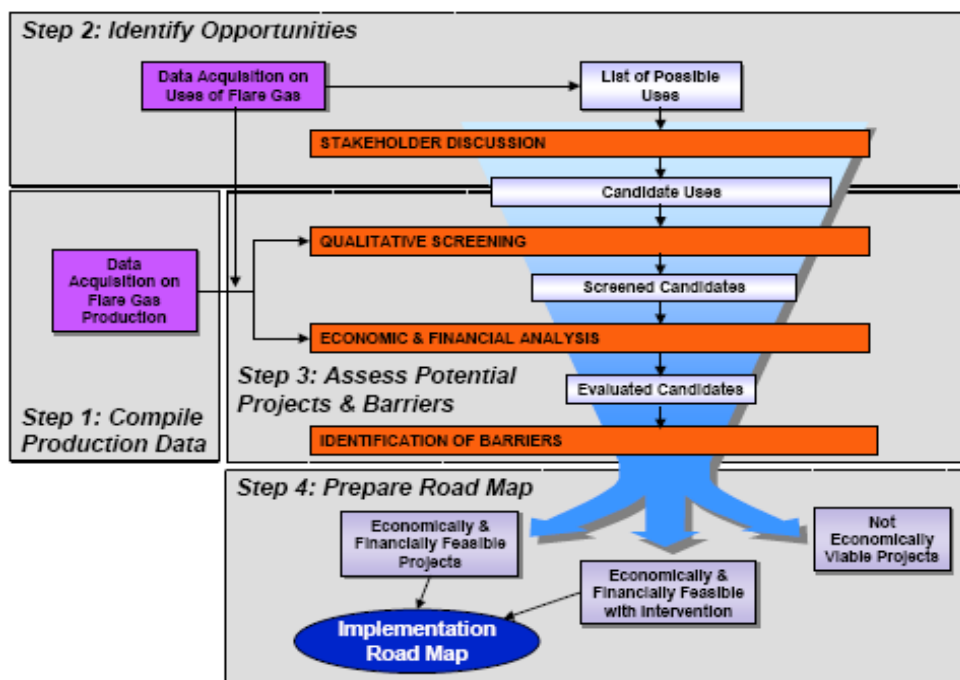 Step 2: Identify Opportunities
Data Acquisition on
Uses of Flare Gas
List of Possible
Uses
STAKEHOLDER DISCUSSION
Candidate Uses
QUALITATIVE SCREENING
Data
Acquisition on
Flare Gas
Production
Screened Candidates
ECONOMIC & FINANCIAL ANALYSIS
Step 3: Assess Potential
Projects & Barriers
Evaluated Candidates
Step 1: Compile
Production Data
IDENTIFICATION OF BARRIERS
Step 4: Prepare Road Map
Economically &
Financially Feasible
Projects
Not
Economically
Viable Projects
Economically &
Financially Feasible
with Intervention
Implementation
Road Map